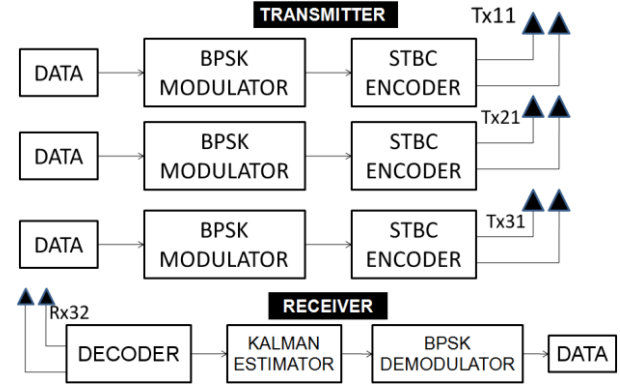 TRANSMITTER
Tx11
DATA
BPSK
MODULATOR
STBC
ENCODER
Tx21
DATA
BPSK
MODULATOR
STBC
ENCODER
Tx31
DATA
BPSK
MODULATOR
STBC
ENCODER
RECEIVER
Rx32
DECODER
KALMAN
ESTIMATOR
BPSK
DEMODULATOR
DATA